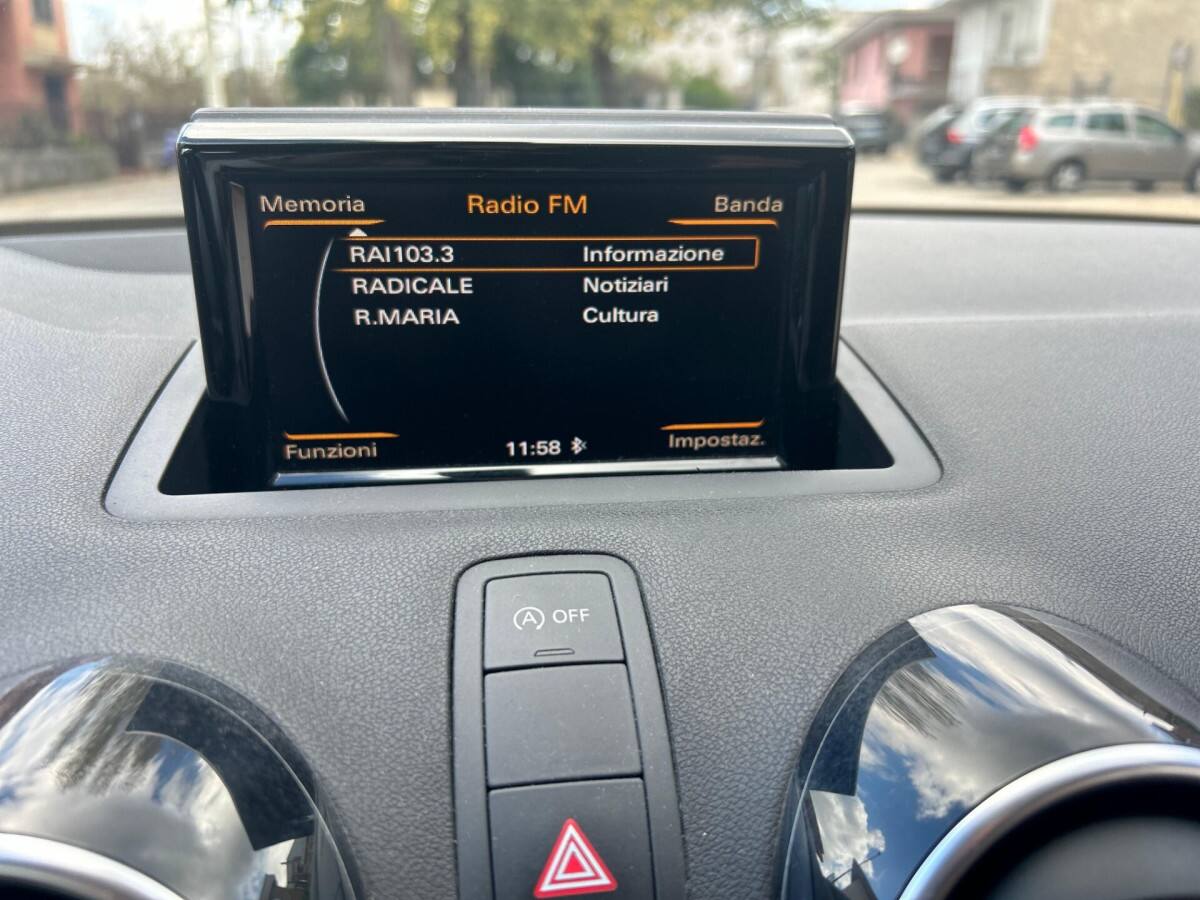 Memoria Radio FM Banda
RAI103.3 Informazione
RADICALE Notiziari
R.MARIA Cultura
Funzioni 11:58 Impostaz.
A OFF